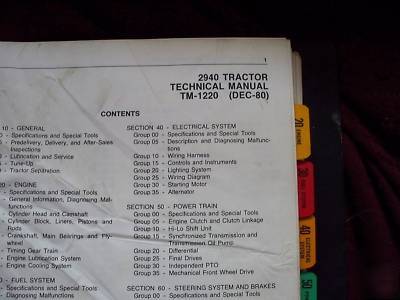 1
2940 TRACTOR
TECHNICAL MANUAL
TM-1220 (DEC-80)
CONTENTS
10 - GENERAL
- Specifications and Special Tools
- Predelivery, Delivery, and After-Sales
Inspections
- Lubrication and Service
- Tune-Up
- Tractor Separation
20 - ENGINE
- Specifications and Special Tools
- General Information, Diagnosing Mal-
functions
- Cylinder Head and Camshaft
- Cylinder Block, Liners, Pistons and
Rods
- Crankshaft, Main Bearings and Fly-
wheel
- Timing Gear Train
- Engine Lubrication System
- Engine Cooling System
- FUEL SYSTEM
- Specifications and Special Tools
Diagnosing Malfunctions
SECTION 40 - ELECTRICAL SYSTEM
Group 00 - Specifications and Special Tools
Group 05 - Description and Diagnosing Malfunc-
tions
Group 10 - Wiring Harness
Group 15 - Controls and Instruments
Group 20 - Lighting System
Group 25 - Wiring Diagram
Group 30 - Starting Motor
Group 35 - Alternator
SECTION 50 - POWER TRAIN
Group 00 - Specifications and Special Tools
Group 05 - Engine Clutch and Clutch Linkage
Group 10 - Hi-Lo Shift Unit
Group 15 - Synchronized Transmission and
Transmission Oil Pump
Group 20 - Differential
Group 25 - Final Drives
Group 30 - Independent PTO
Group 35 - Mechanical Front Wheel Drive
SECTION 60 - STEERING SYSTEM AND BRAKES
Group 00 - Specifications and Special Tools
20
ENGINE
30
40
50